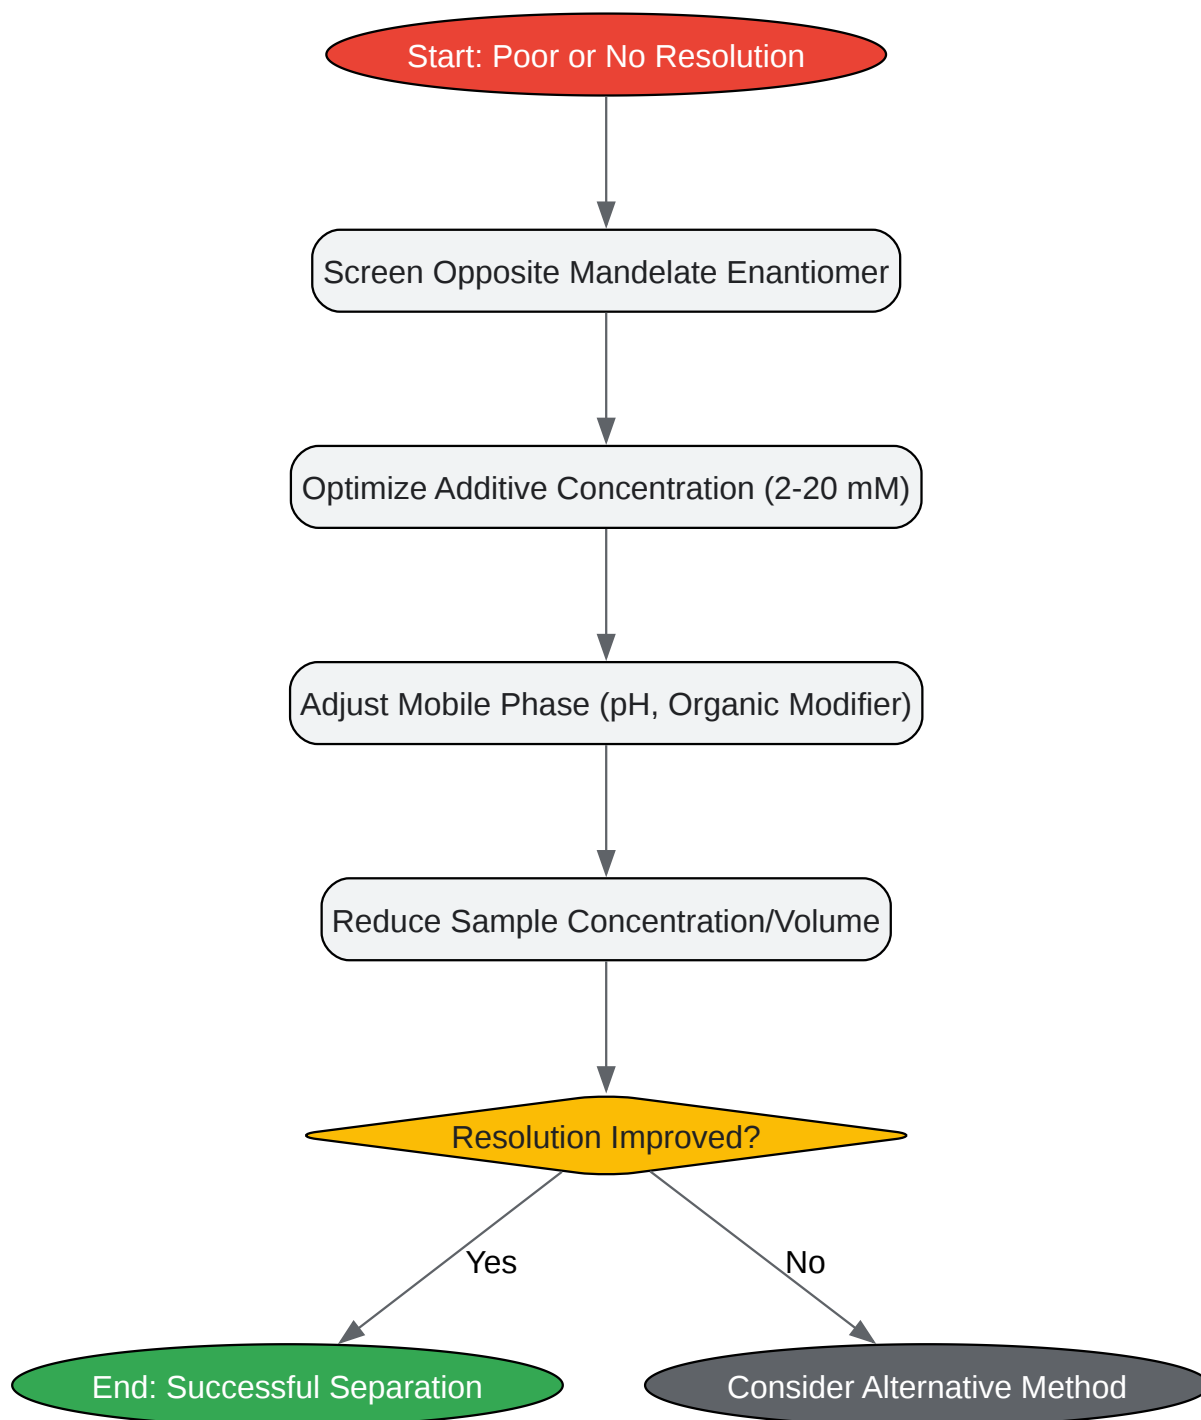 Start: Poor or No Resolution
Screen Opposite Mandelate Enantiomer
Optimize Additive Concentration (2-20 mM)
Adjust Mobile Phase (pH, Organic Modifier)
Reduce Sample Concentration/Volume
Resolution Improved?
Yes
No
End: Successful Separation
Consider Alternative Method